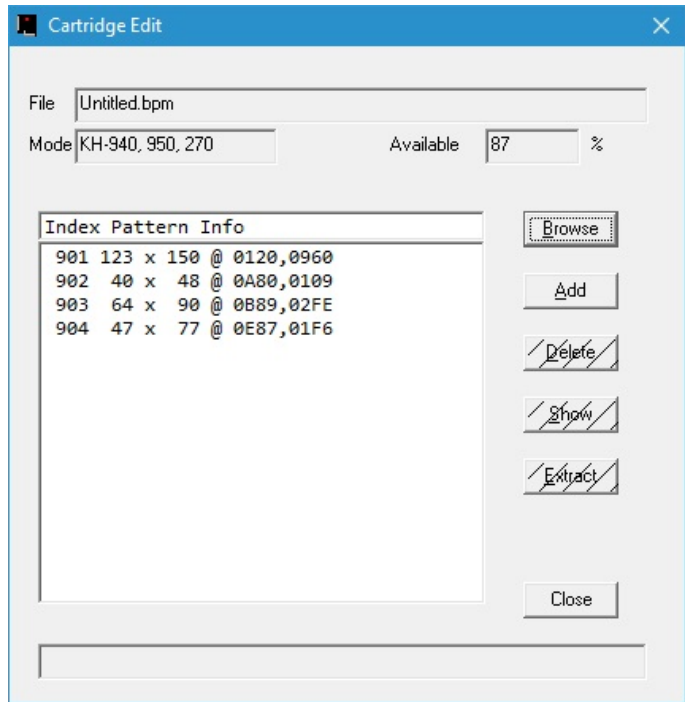 Cartridge Edit
File Untitled.bpm
Mode KH-940, 950, 270 Available 87 %
Index Pattern Info
901 123 x 150 @ 0120,0960
902 40 x 48 @ 0A80,0109
903 64 x 90 @ 0B89,02FE
904 47 x 77 @ 0E87,01F6
Browse
Add
Delete
Show
Extract
Close